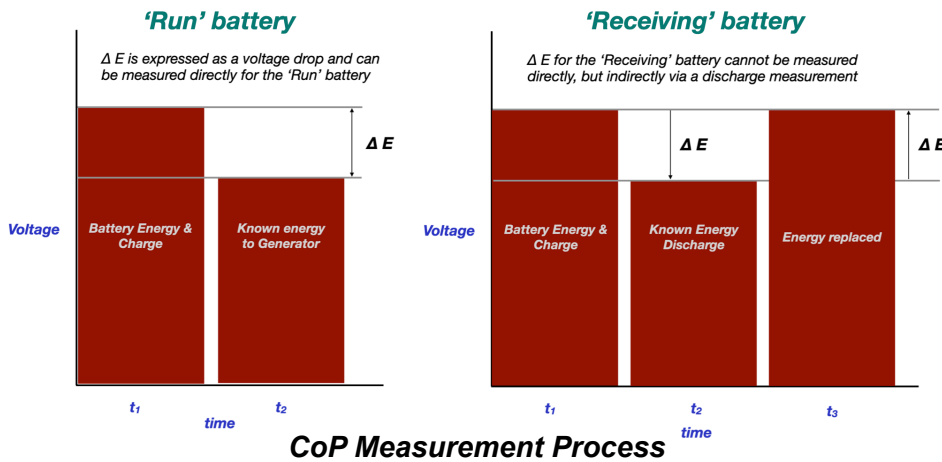 ‘Run’ battery
Δ E is expressed as a voltage drop and can
be measured directly for the ‘Run’ battery
Δ E
Voltage
Battery Energy &
Charge
Known energy
to Generator
t1
t2
time
‘Receiving’ battery
Δ E for the ‘Receiving’ battery cannot be measured
directly, but indirectly via a discharge measurement
Δ E
Δ E
Voltage
Battery Energy &
Charge
Known Energy
Discharge
Energy replaced
t1
t2
t3
time
CoP Measurement Process